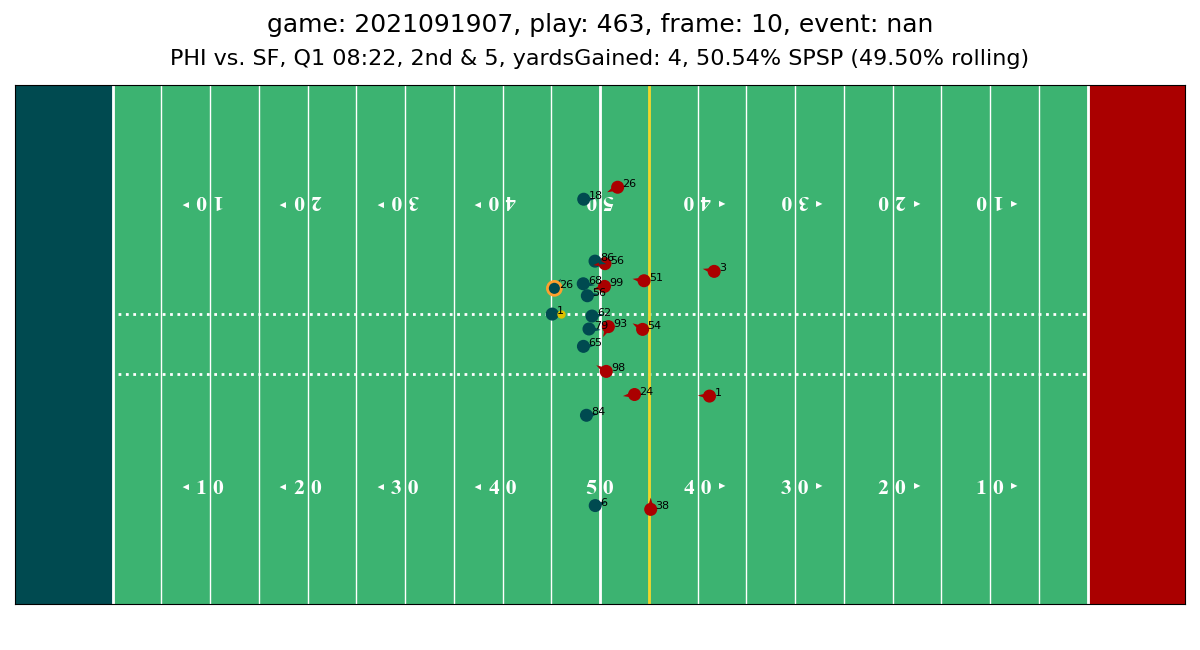 game: 2021091907, play: 463, frame: 10, event: nan
PHI vs. SF, Q1 08:22, 2nd & 5, yardsGained: 4, 50.54% SPSP (49.50% rolling)
26
18
10 20 30 40 50 40 30 20 10
86 56
3
51
68 99
26
56
1 62
79 93 54
65
98
24 1
84
10 20 30 40 50 40 30 20 10
6 38